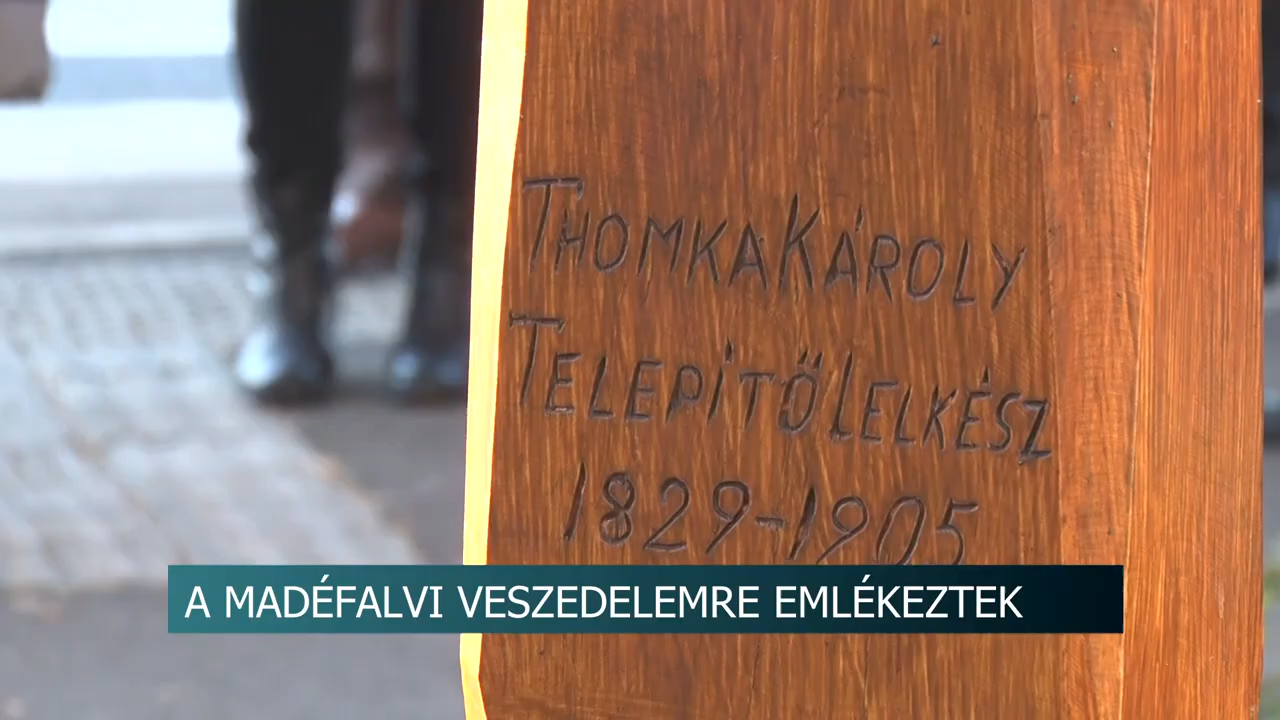 Thomka Károly
Telepítő Lelkész
1829-1905
A MADÉFALVI VESZEDELEMRE EMLÉKEZTEK